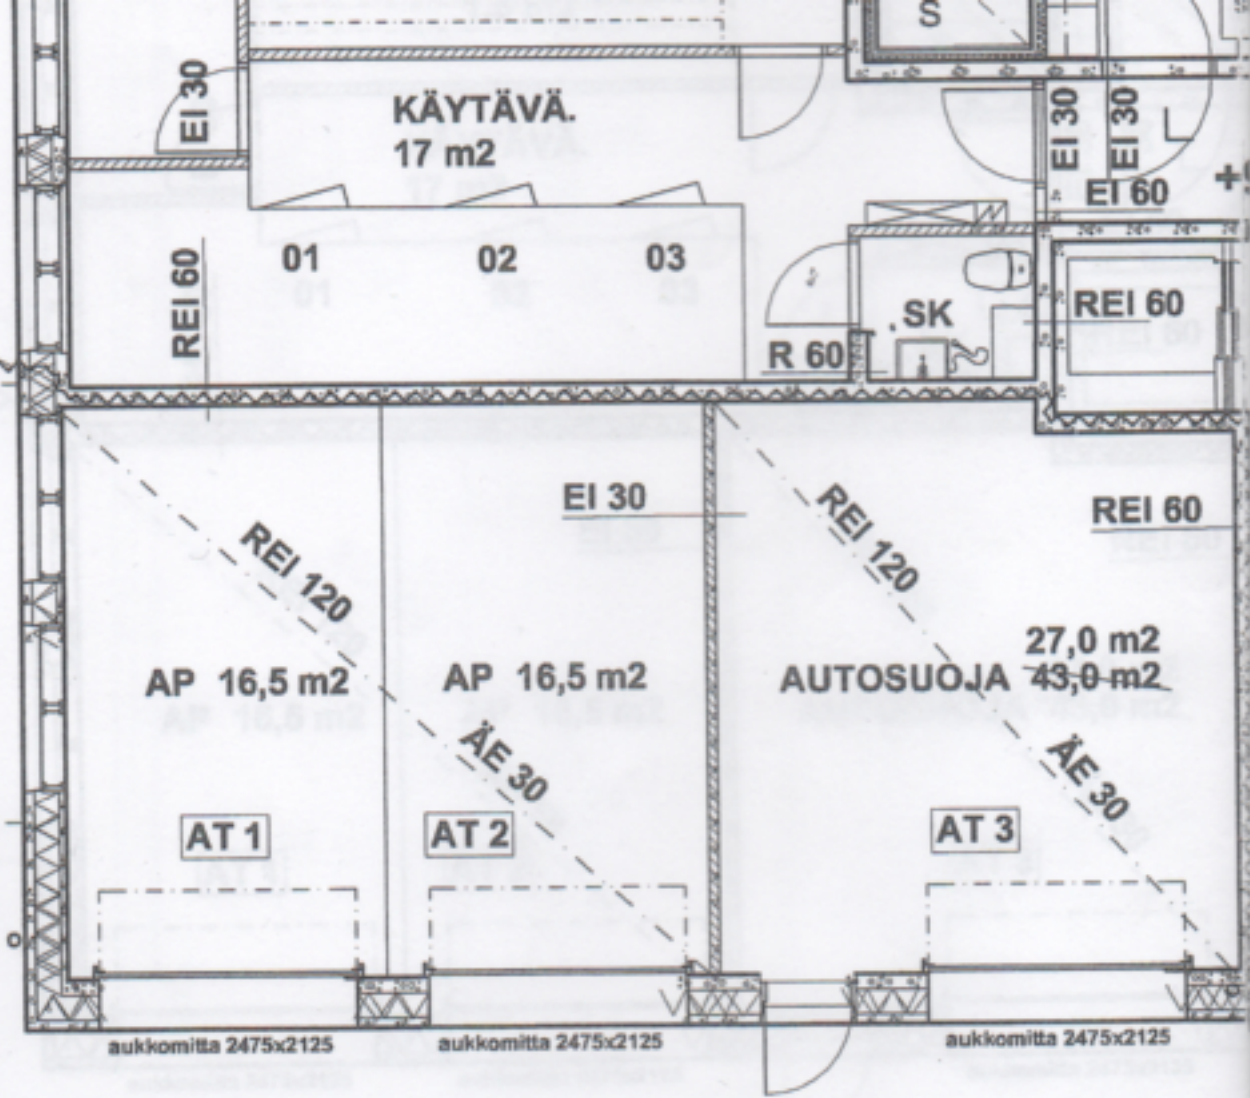 S
EI 30
KÄYTÄVÄ.
17 m2
EI 30
EI 30
EI 60
REI 60
01
02
03
.SK
REI 60
R 60
EI 30
REI 60
REI 120
REI 120
27,0 m2
AP 16,5 m2
AP 16,5 m2
AUTOSUOJA 43,0 m2
ÄE 30
ÄE 30
AT 1
AT 2
AT 3
aukkomitta 2475x2125
aukkomitta 2475x2125
aukkomitta 2475x2125